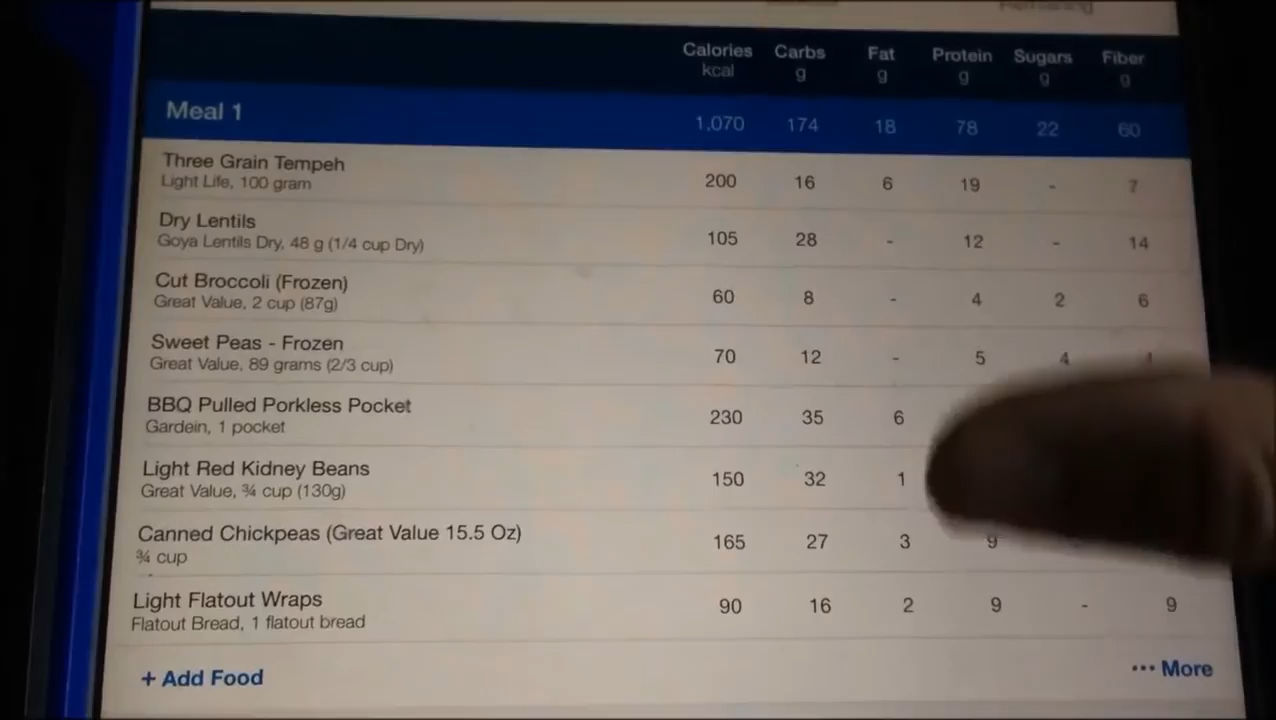 Remaining
Calories Carbs Fat Protein Sugars Fiber
kcal g g g g g
Meal 1 1,070 174 18 78 22 60
Three Grain Tempeh
Light Life, 100 gram 200 16 6 19 - 7
Dry Lentils
Goya Lentils Dry, 48 g (1/4 cup Dry) 105 28 - 12 - 14
Cut Broccoli (Frozen)
Great Value, 2 cup (87g) 60 8 - 4 2 6
Sweet Peas - Frozen
Great Value, 89 grams (2/3 cup) 70 12 - 5 4
BBQ Pulled Porkless Pocket
Gardein, 1 pocket 230 35 6
Light Red Kidney Beans
Great Value, ¾ cup (130g) 150 32 1
Canned Chickpeas (Great Value 15.5 Oz)
¾ cup 165 27 3 9
Light Flatout Wraps
Flatout Bread, 1 flatout bread 90 16 2 9 - 9
+ Add Food ••• More